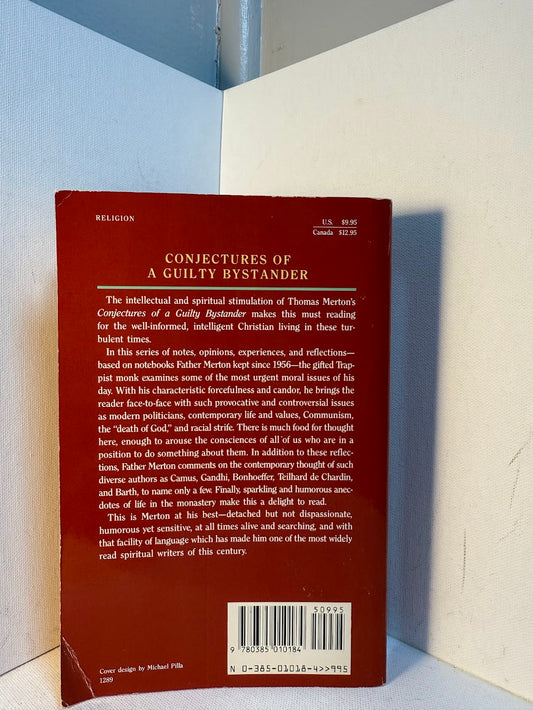 RELIGION
U.S. $9.95
Canada $12.95
CONJECTURES OF
A GUILTY BYSTANDER
The intellectual and spiritual stimulation of Thomas Merton's
Conjectures of a Guilty Bystander makes this must reading
for the well-informed, intelligent Christian living in these tur-
bulent times.
In this series of notes, opinions, experiences, and reflections—
based on notebooks Father Merton kept since 1956—the gifted Trap-
pist monk examines some of the most urgent moral issues of his
day. With his characteristic forcefulness and candor, he brings the
reader face-to-face with such provocative and controversial issues
as modern politicians, contemporary life and values, Communism,
the “death of God,” and racial strife. There is much food for thought
here, enough to arouse the consciences of all of us who are in a
position to do something about them. In addition to these reflec-
tions, Father Merton comments on the contemporary thought of such
diverse authors as Camus, Gandhi, Bonhoeffer, Teilhard de Chardin,
and Barth, to name only a few. Finally, sparkling and humorous anec-
dotes of life in the monastery make this a delight to read.
This is Merton at his best—detached but not dispassionate,
humorous yet sensitive, at all times alive and searching, and with
that facility of language which has made him one of the most widely
read spiritual writers of this century.
50995
9 780385 010184
N 0-385-01018-4>>995
Cover design by Michael Pilla
1289